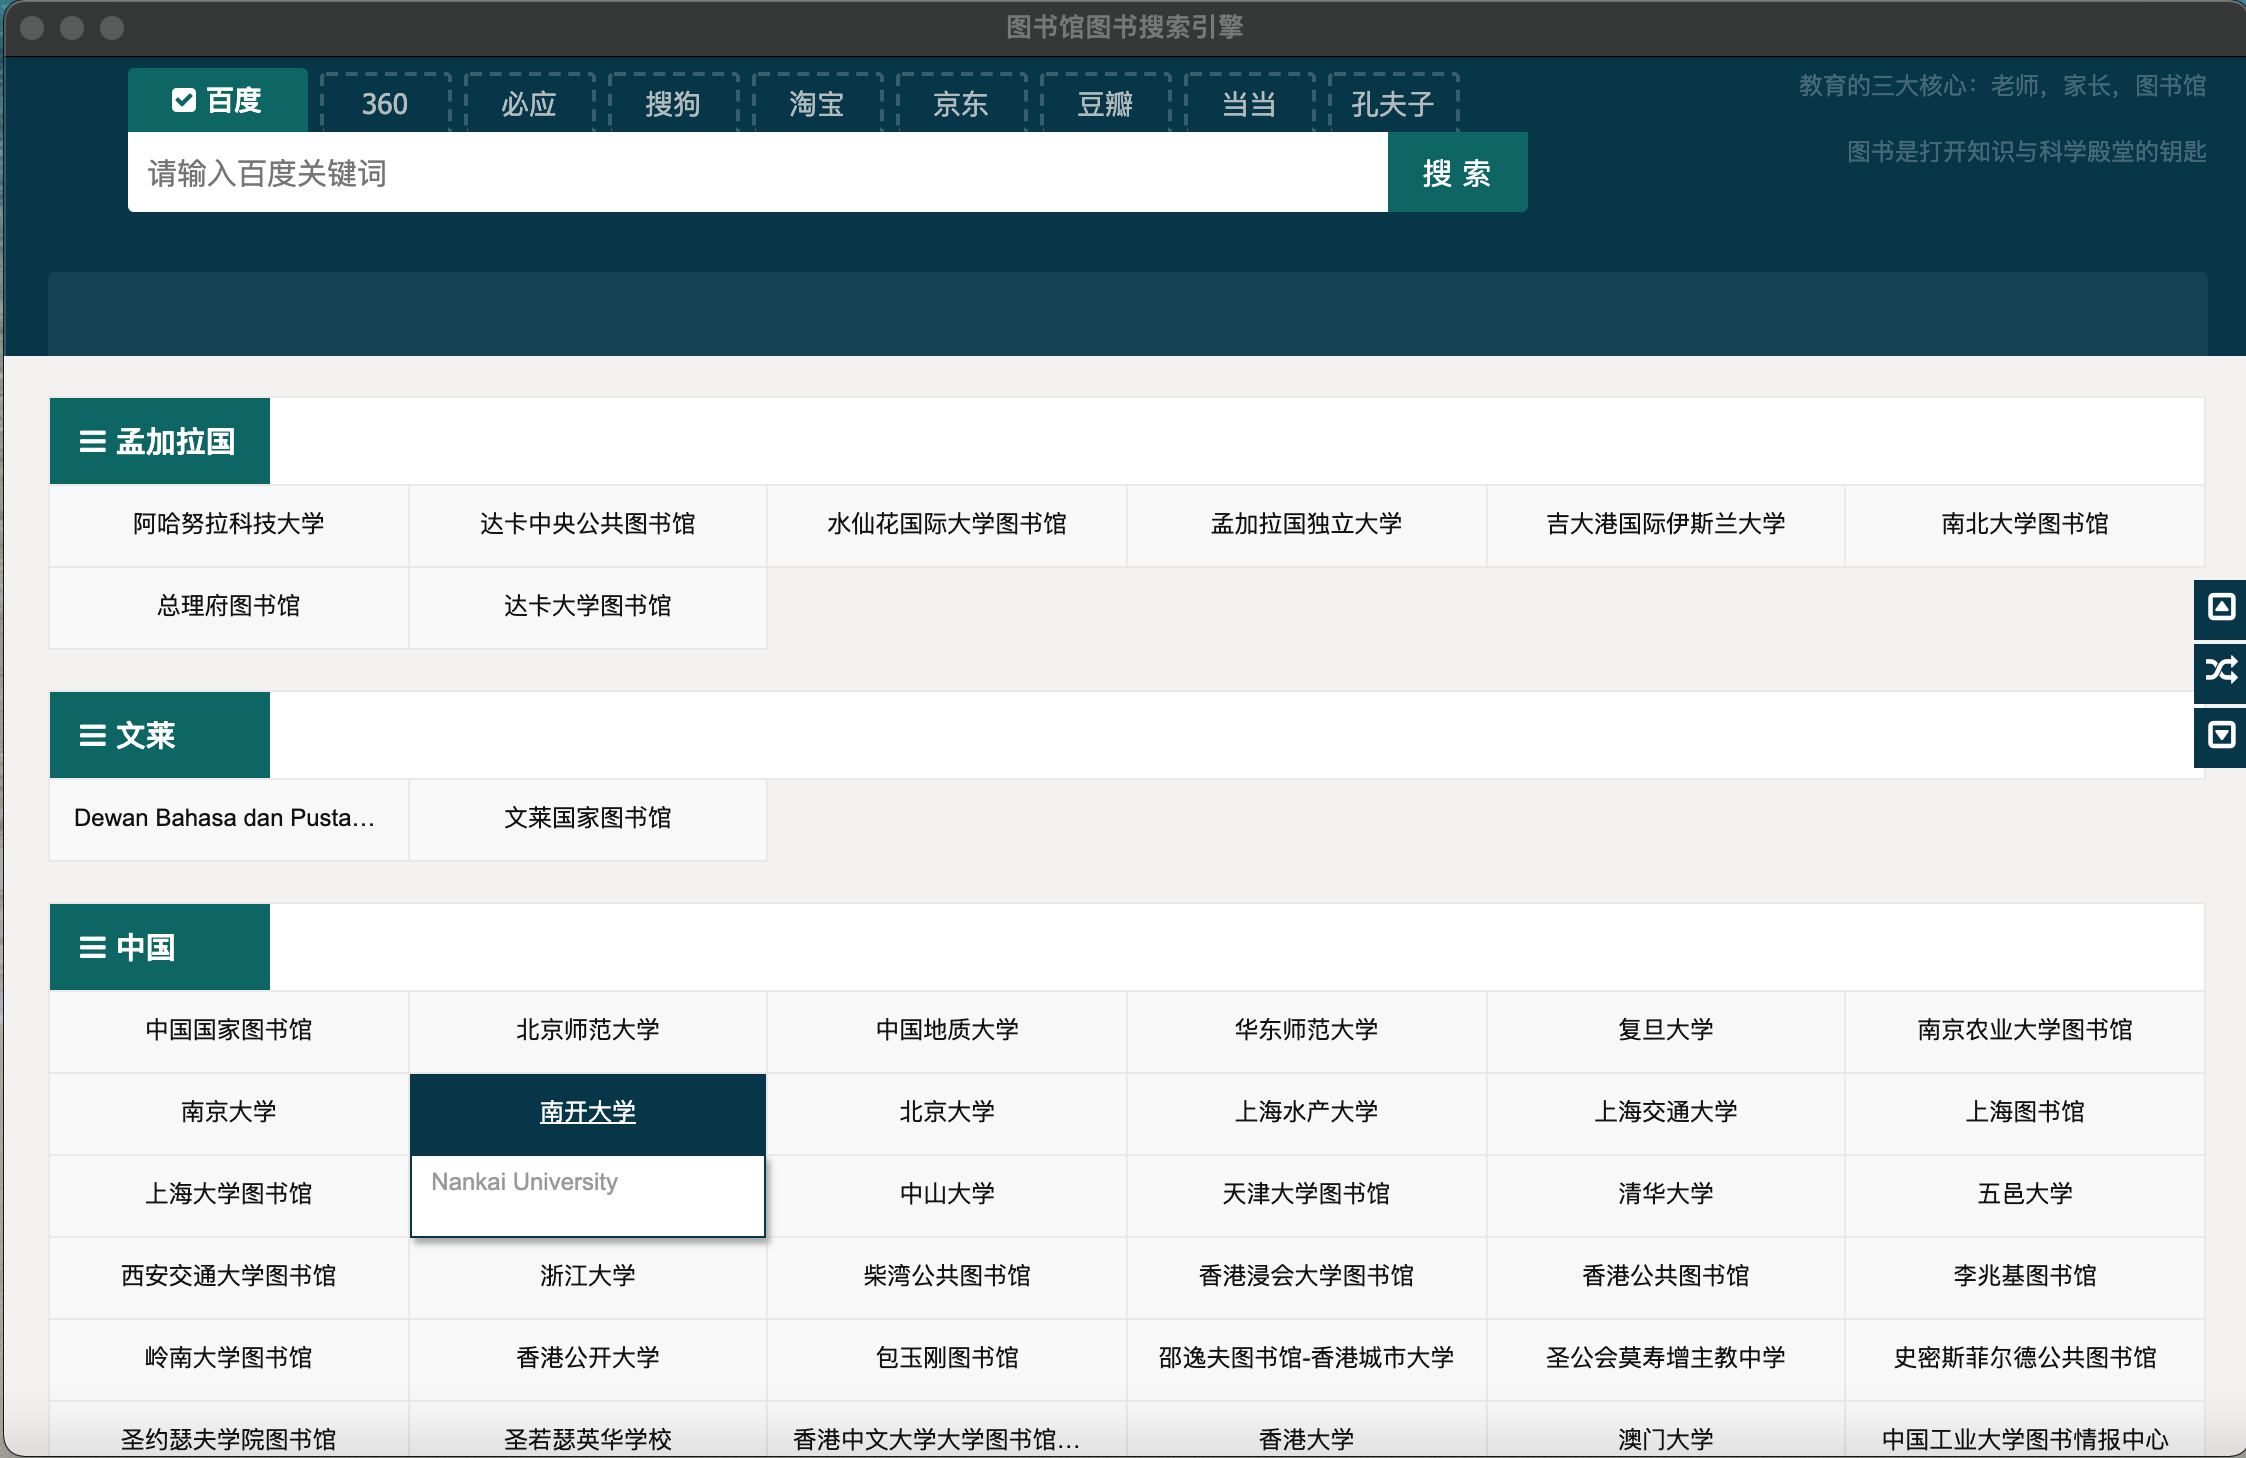 图书馆图书搜索引擎
百度
360
必应
搜狗
淘宝
京东
豆瓣
当当
孔夫子
教育的三大核心：老师，家长，图书馆
请输入百度关键词
搜 索
图书是打开知识与科学殿堂的钥匙
孟加拉国
阿哈努拉科技大学
达卡中央公共图书馆
水仙花国际大学图书馆
孟加拉国独立大学
吉大港国际伊斯兰大学
南北大学图书馆
总理府图书馆
达卡大学图书馆
文莱
Dewan Bahasa dan Pusta...
文莱国家图书馆
中国
中国国家图书馆
北京师范大学
中国地质大学
华东师范大学
复旦大学
南京农业大学图书馆
南京大学
南开大学
北京大学
上海水产大学
上海交通大学
上海图书馆
上海大学图书馆
Nankai University
中山大学
天津大学图书馆
清华大学
五邑大学
西安交通大学图书馆
浙江大学
柴湾公共图书馆
香港浸会大学图书馆
香港公共图书馆
李兆基图书馆
岭南大学图书馆
香港公开大学
包玉刚图书馆
邵逸夫图书馆-香港城市大学
圣公会莫寿增主教中学
史密斯菲尔德公共图书馆
圣约瑟夫学院图书馆
圣若瑟英华学校
香港中文大学大学图书馆...
香港大学
澳门大学
中国工业大学图书情报中心